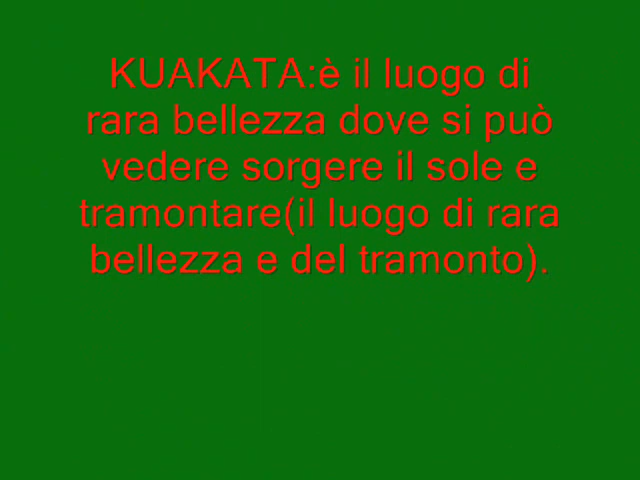 KUAKATA:è il luogo di
rara bellezza dove si può
vedere sorgere il sole e
tramontare(il luogo di rara
bellezza e del tramonto).